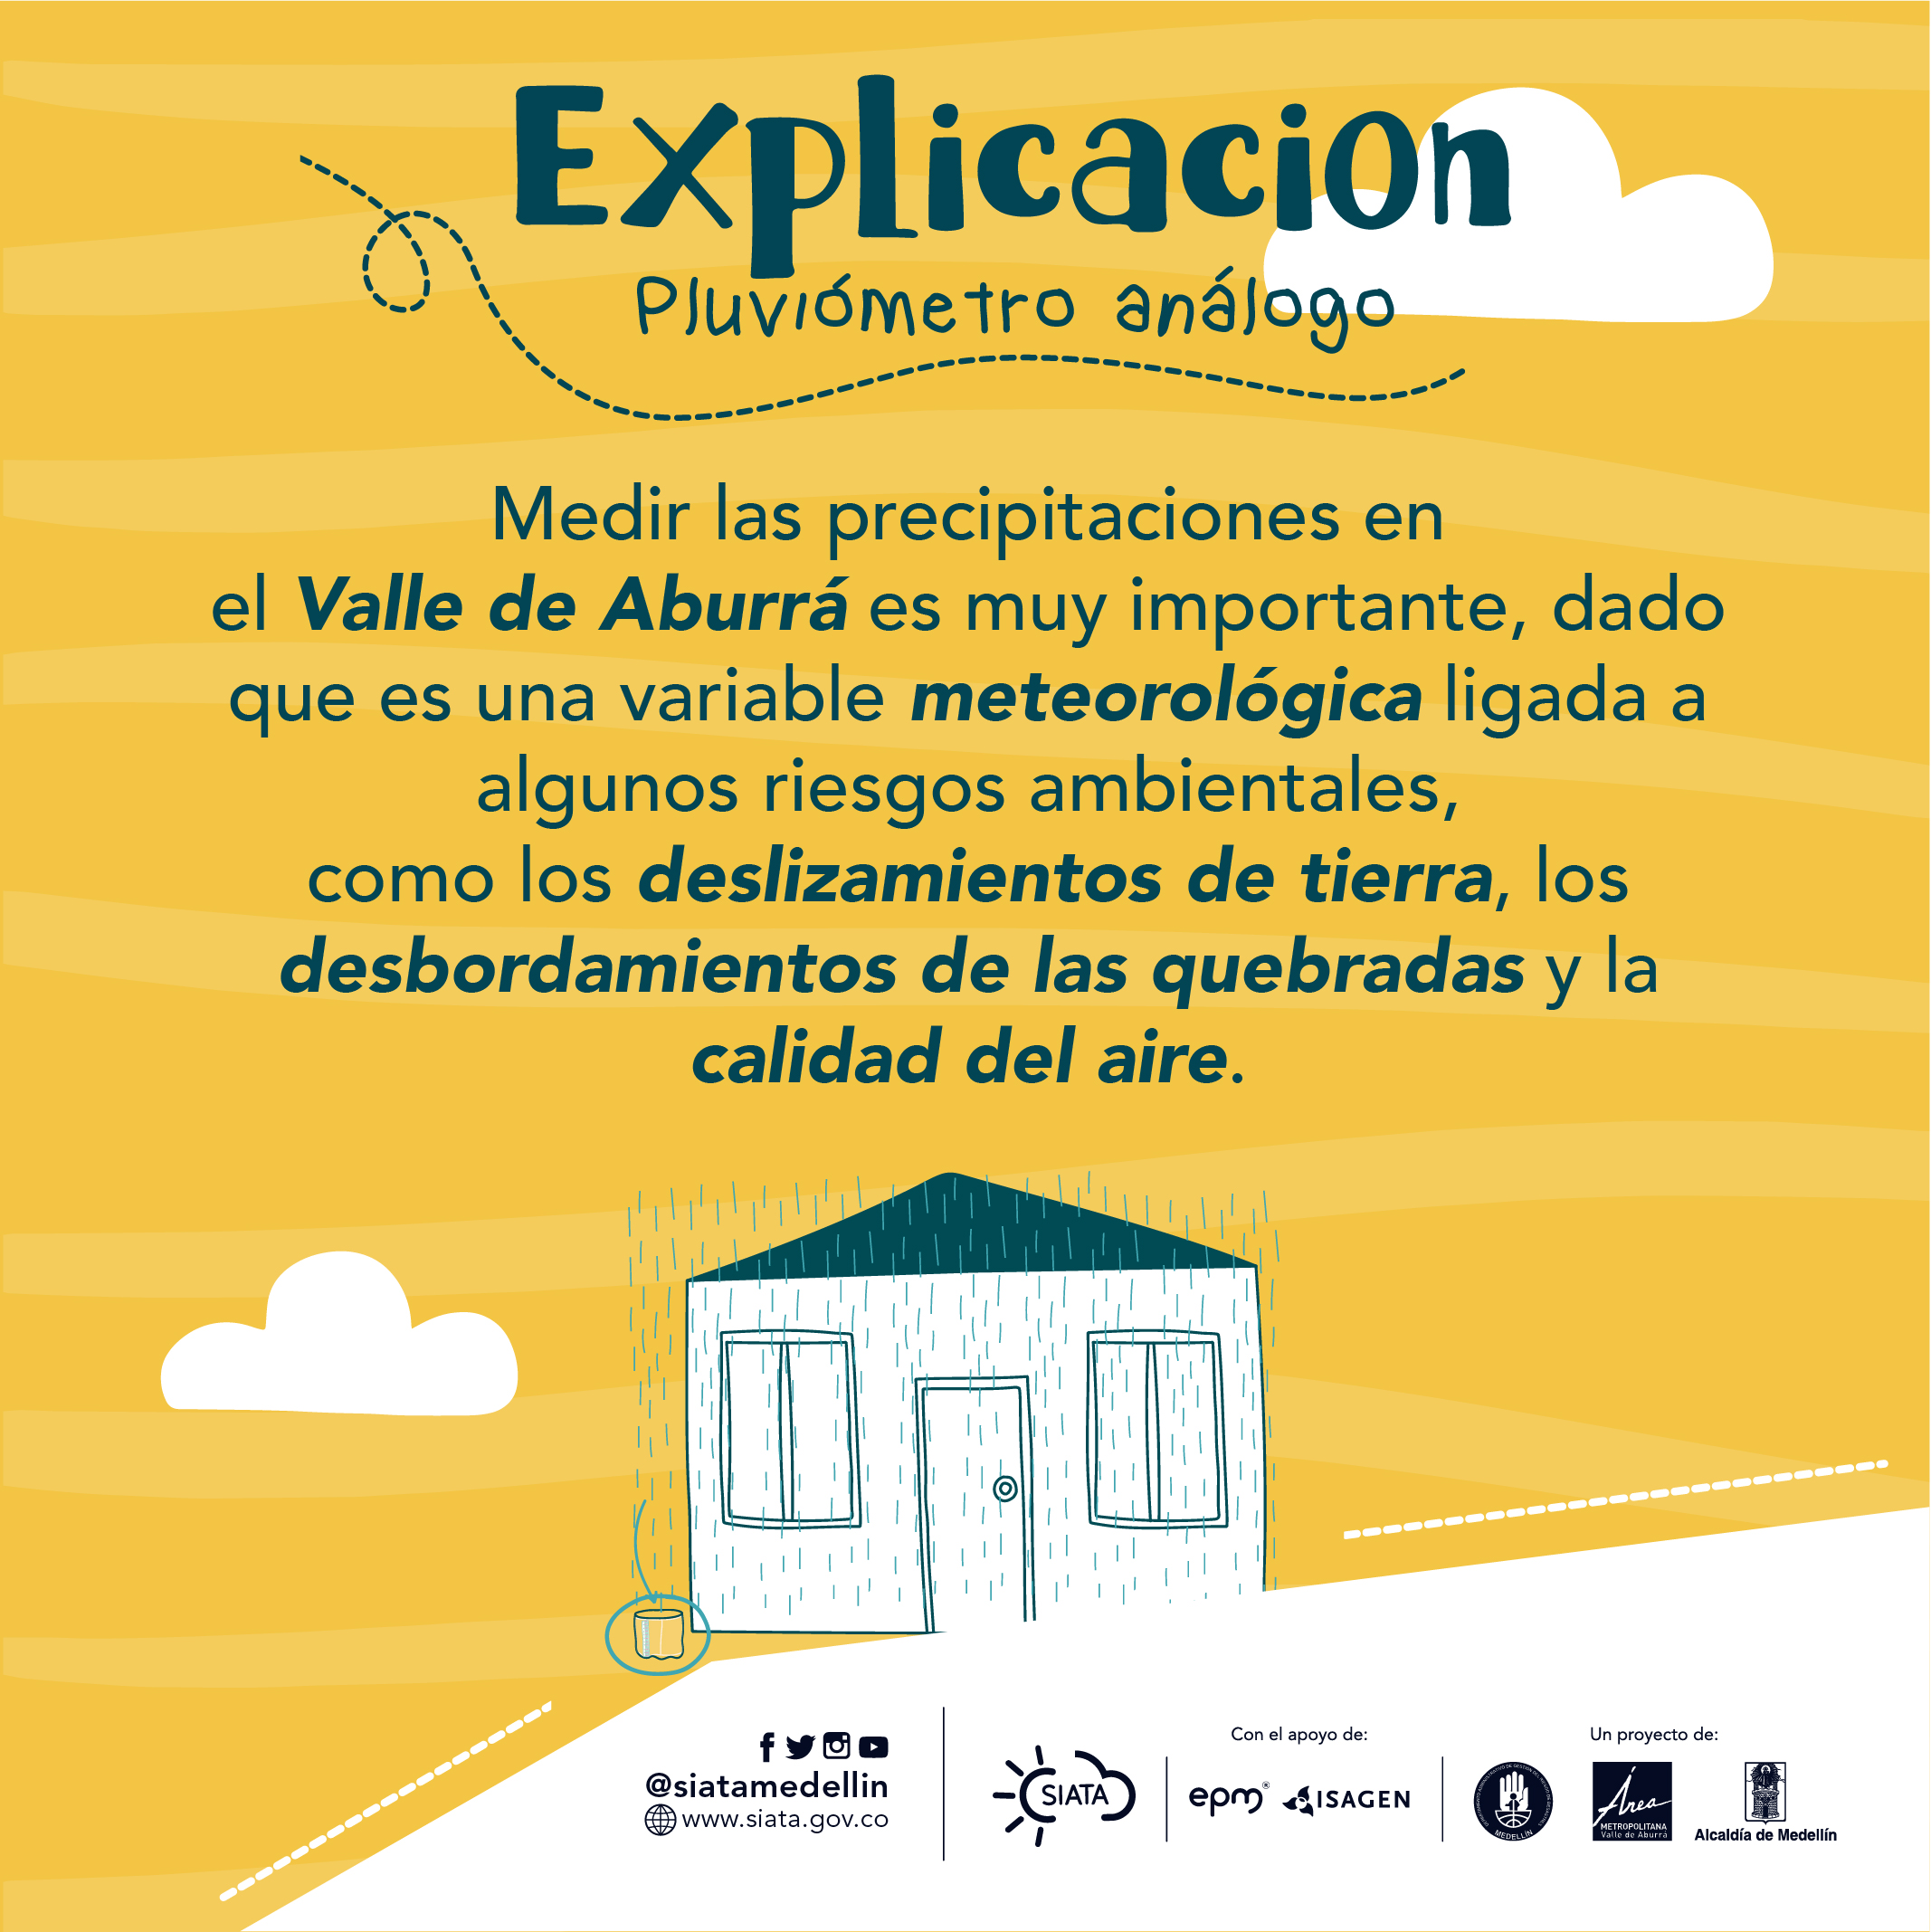 Explicacion
Pluviómetro análogo
Medir las precipitaciones en
el Valle de Aburrá es muy importante, dado
que es una variable meteorológica ligada a
algunos riesgos ambientales,
como los deslizamientos de tierra, los
desbordamientos de las quebradas y la
calidad del aire.
@siatamedellin
www.siata.gov.co
SIATA
Con el apoyo de:
epm®
ISAGEN
Un proyecto de:
MEDELLÍN
Área
METROPOLITANA
Valle de Aburrá
Alcaldía de Medellín